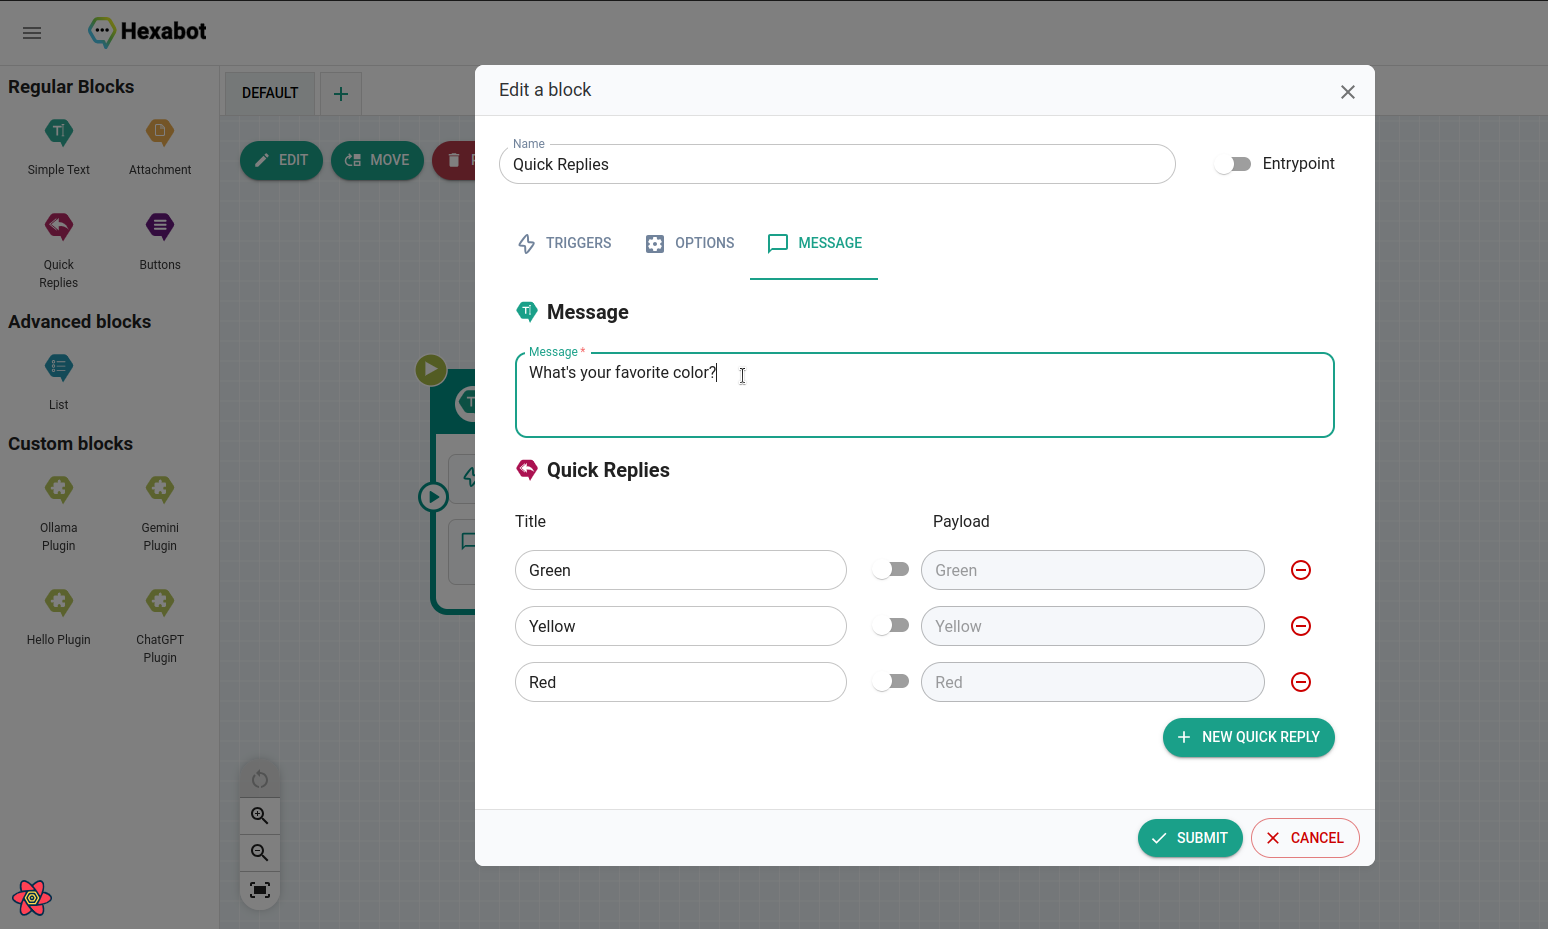 Hexabot
Regular Blocks
Simple Text
Attachment
Quick
Replies
Buttons
Advanced blocks
List
Custom blocks
Ollama
Plugin
Gemini
Plugin
Hello Plugin
ChatGPT
Plugin
DEFAULT
EDIT
MOVE
Edit a block
Name
Quick Replies
Entrypoint
TRIGGERS
OPTIONS
MESSAGE
Message
Message *
What's your favorite color?
Quick Replies
Title
Payload
Green
Green
Yellow
Yellow
Red
Red
NEW QUICK REPLY
SUBMIT
CANCEL